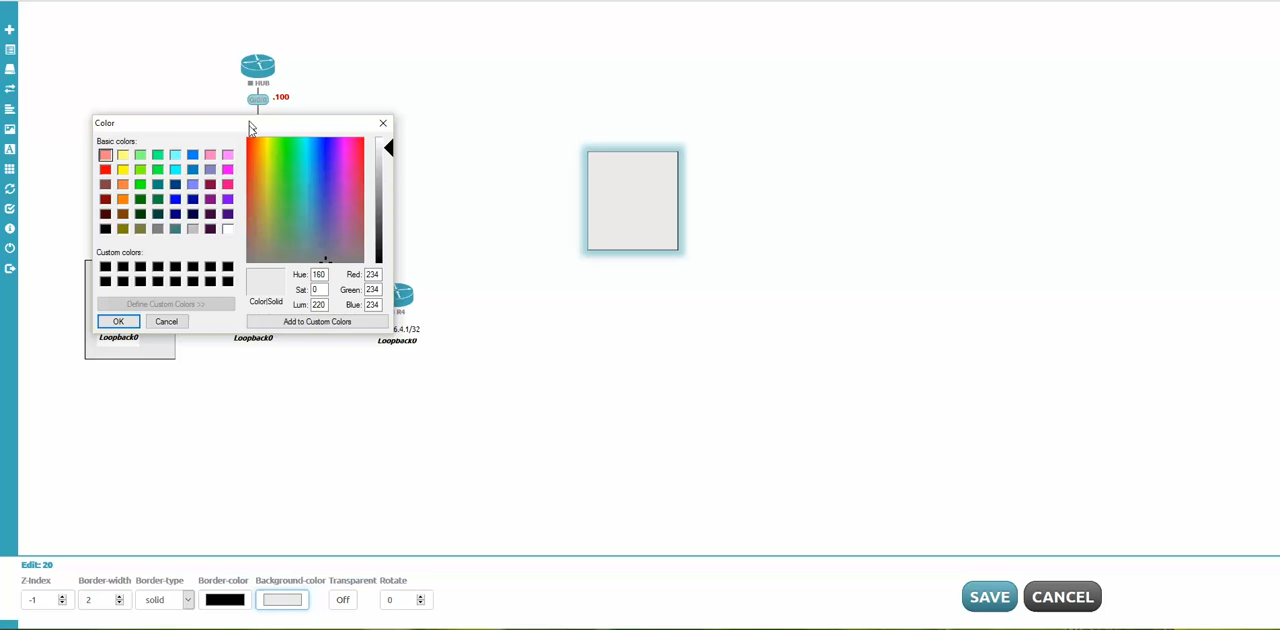 HUB
.100
Color
Basic colors:
Custom colors:
Define Custom Colors >>
OK
Cancel
Color|Solid
Hue: 160
Sat: 0
Lum: 220
Red: 234
Green: 234
Blue: 234
Add to Custom Colors
R4
6.4.1/32
Loopback0
Loopback0
Loopback0
Edit: 20
Z-Index
Border-width
Border-type
Border-color
Background-color
Transparent
Rotate
-1
2
solid
Off
0
SAVE
CANCEL